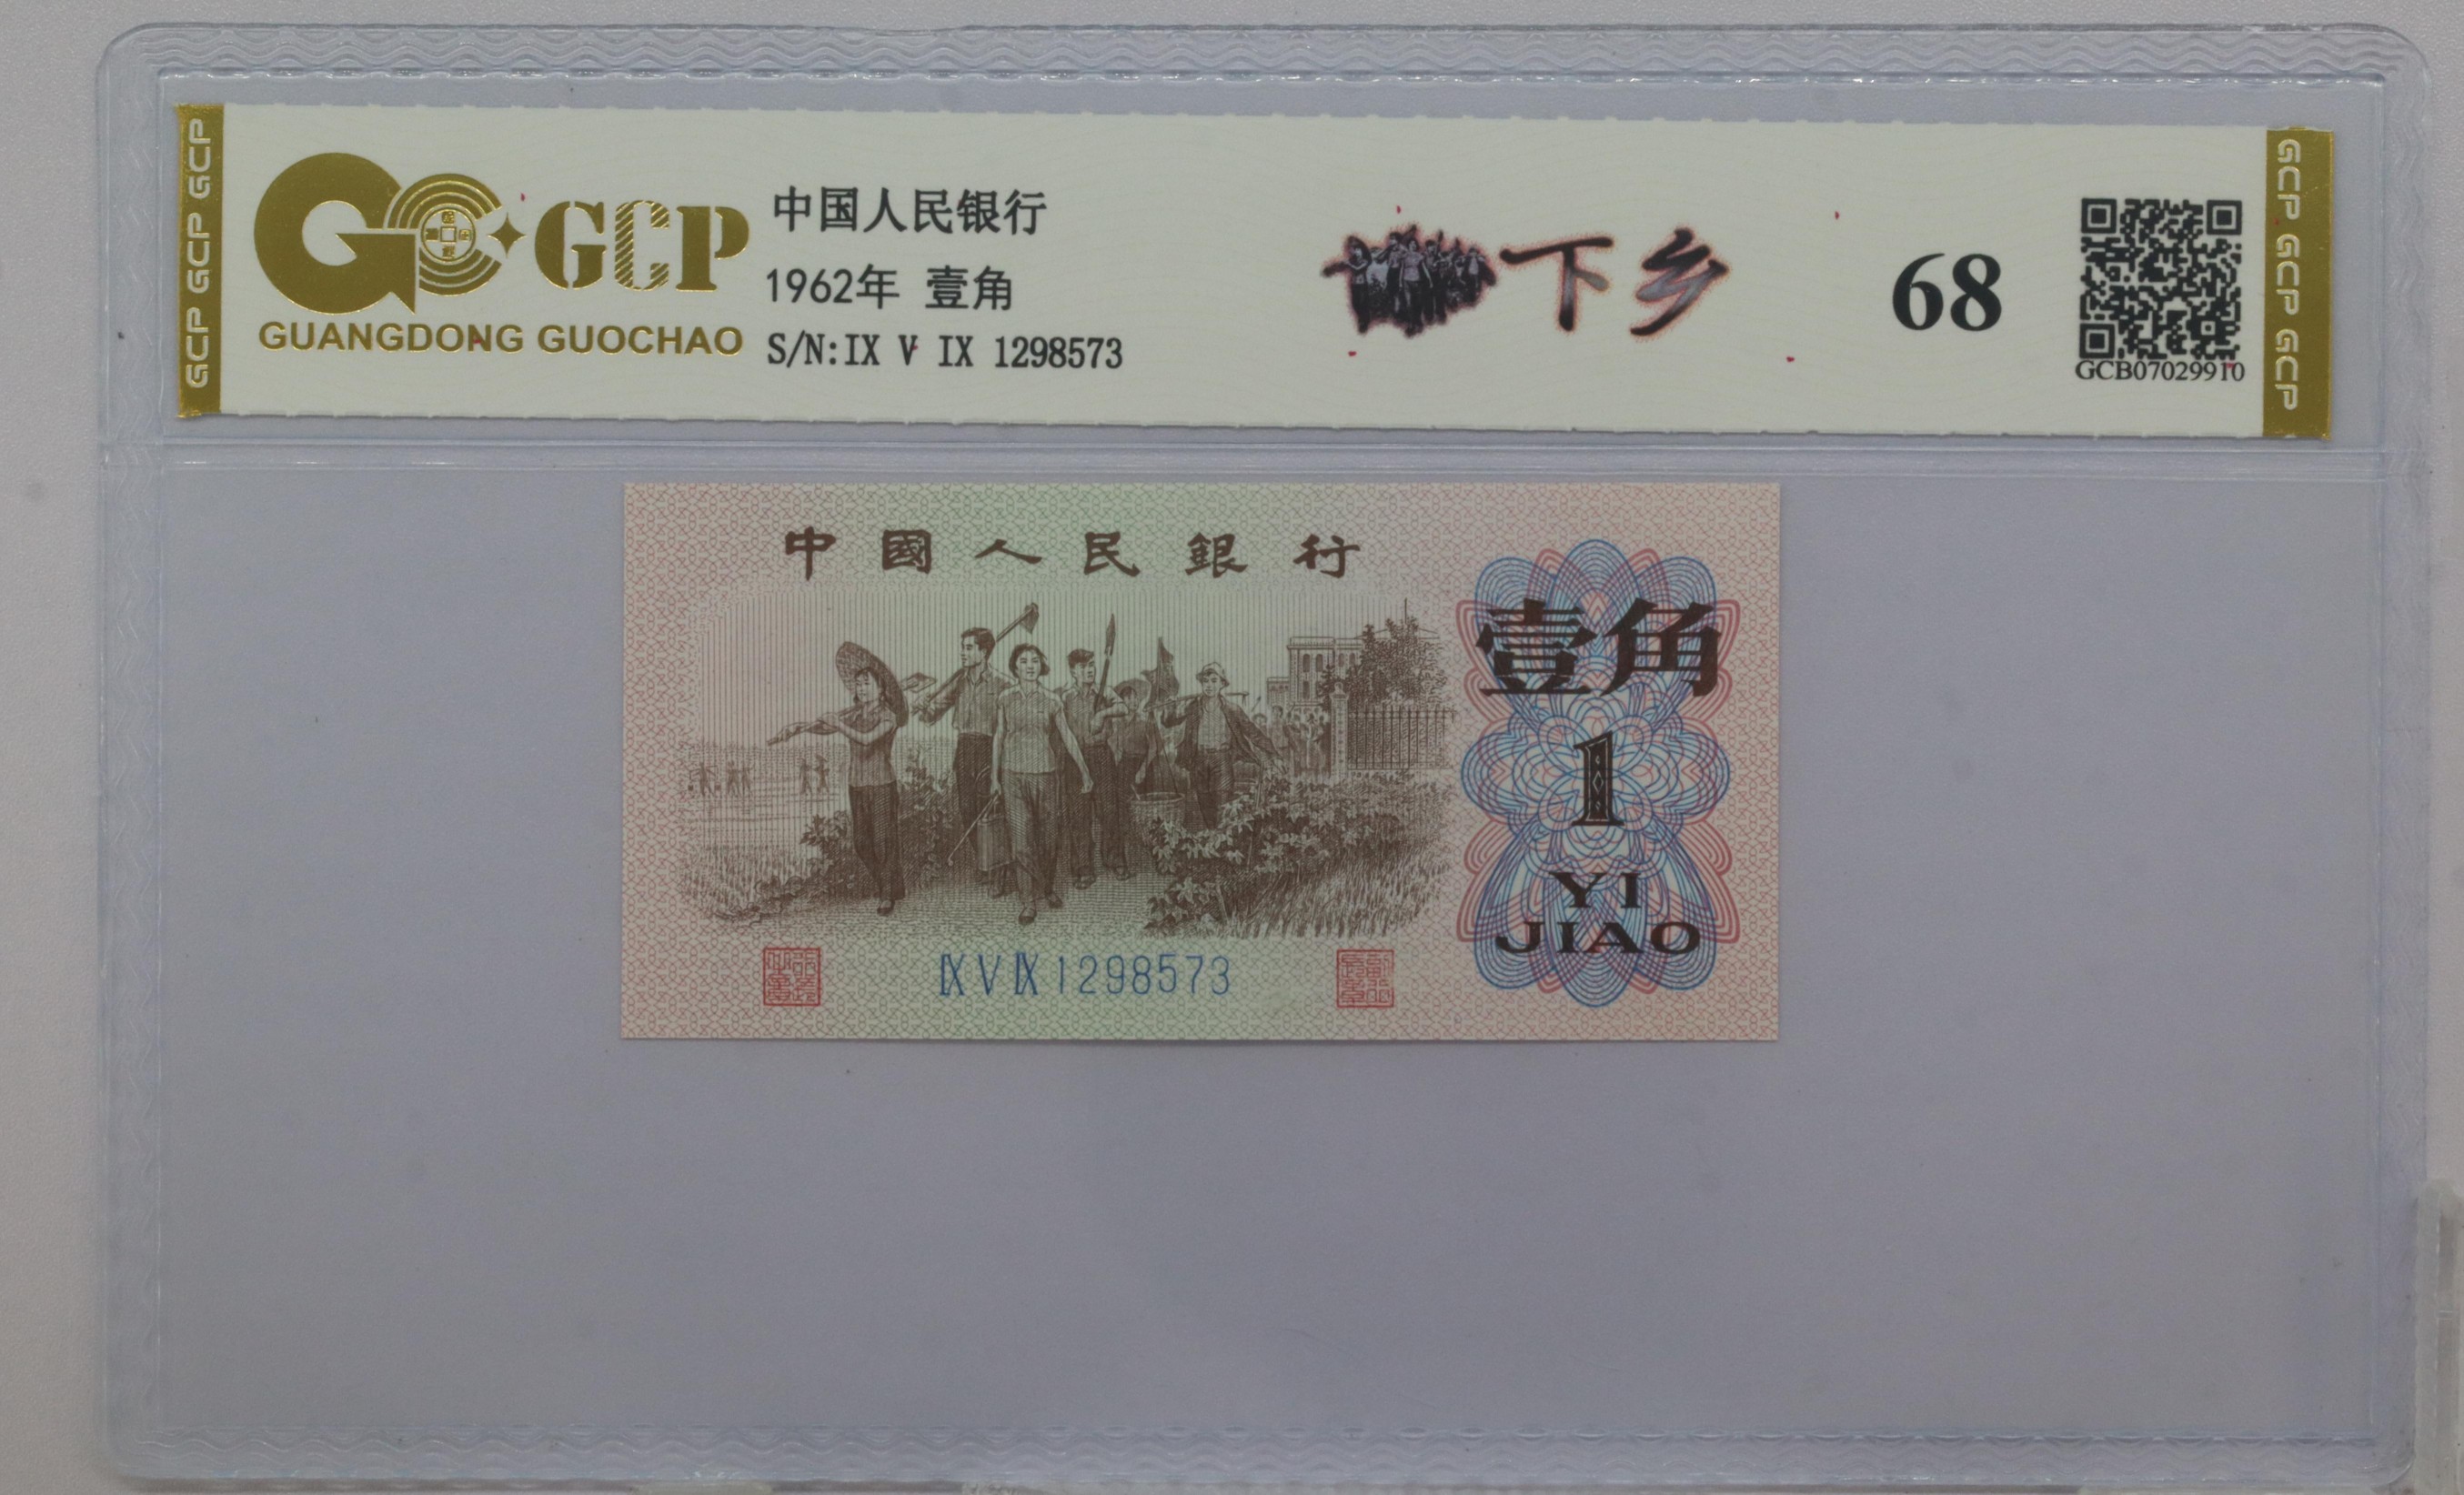 GCP GCP GCP
GCP
GUANGDONG GUOCHAO
中国人民银行
1962年 壹角
S/N:IX V IX 1298573
下乡
68
GCB07029910
GCP GCP GCP
中國人民銀行
壹角
1
YI
JIAO
IX V IX 1298573